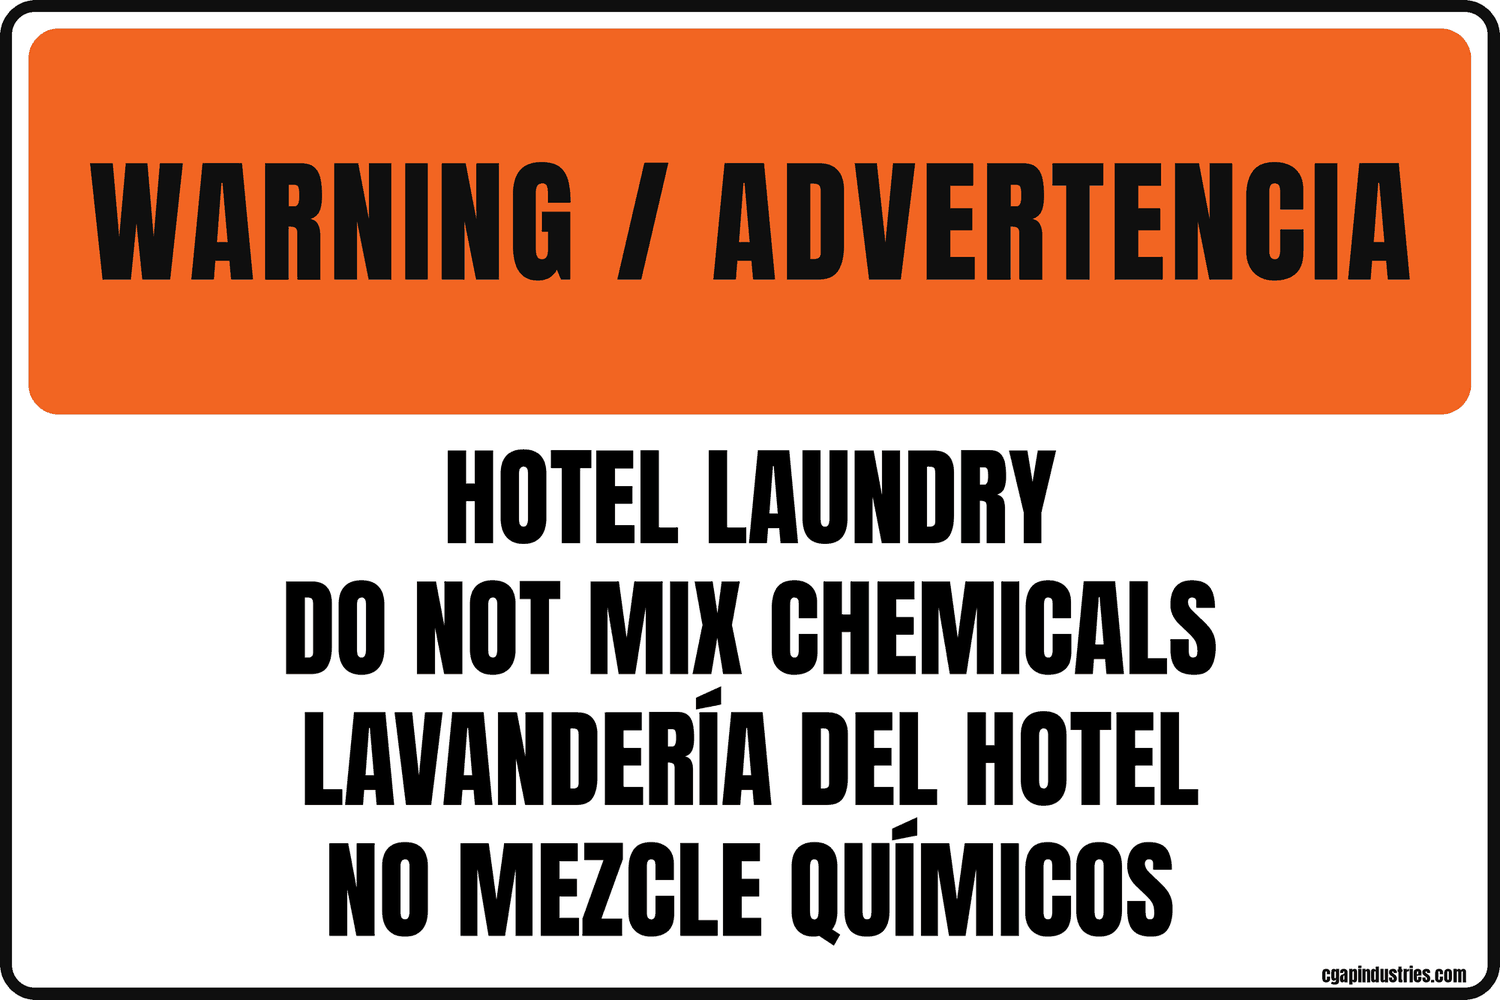 WARNING / ADVERTENCIA
HOTEL LAUNDRY
DO NOT MIX CHEMICALS
LAVANDERÍA DEL HOTEL
NO MEZCLE QUÍMICOS
cgapindustries.com